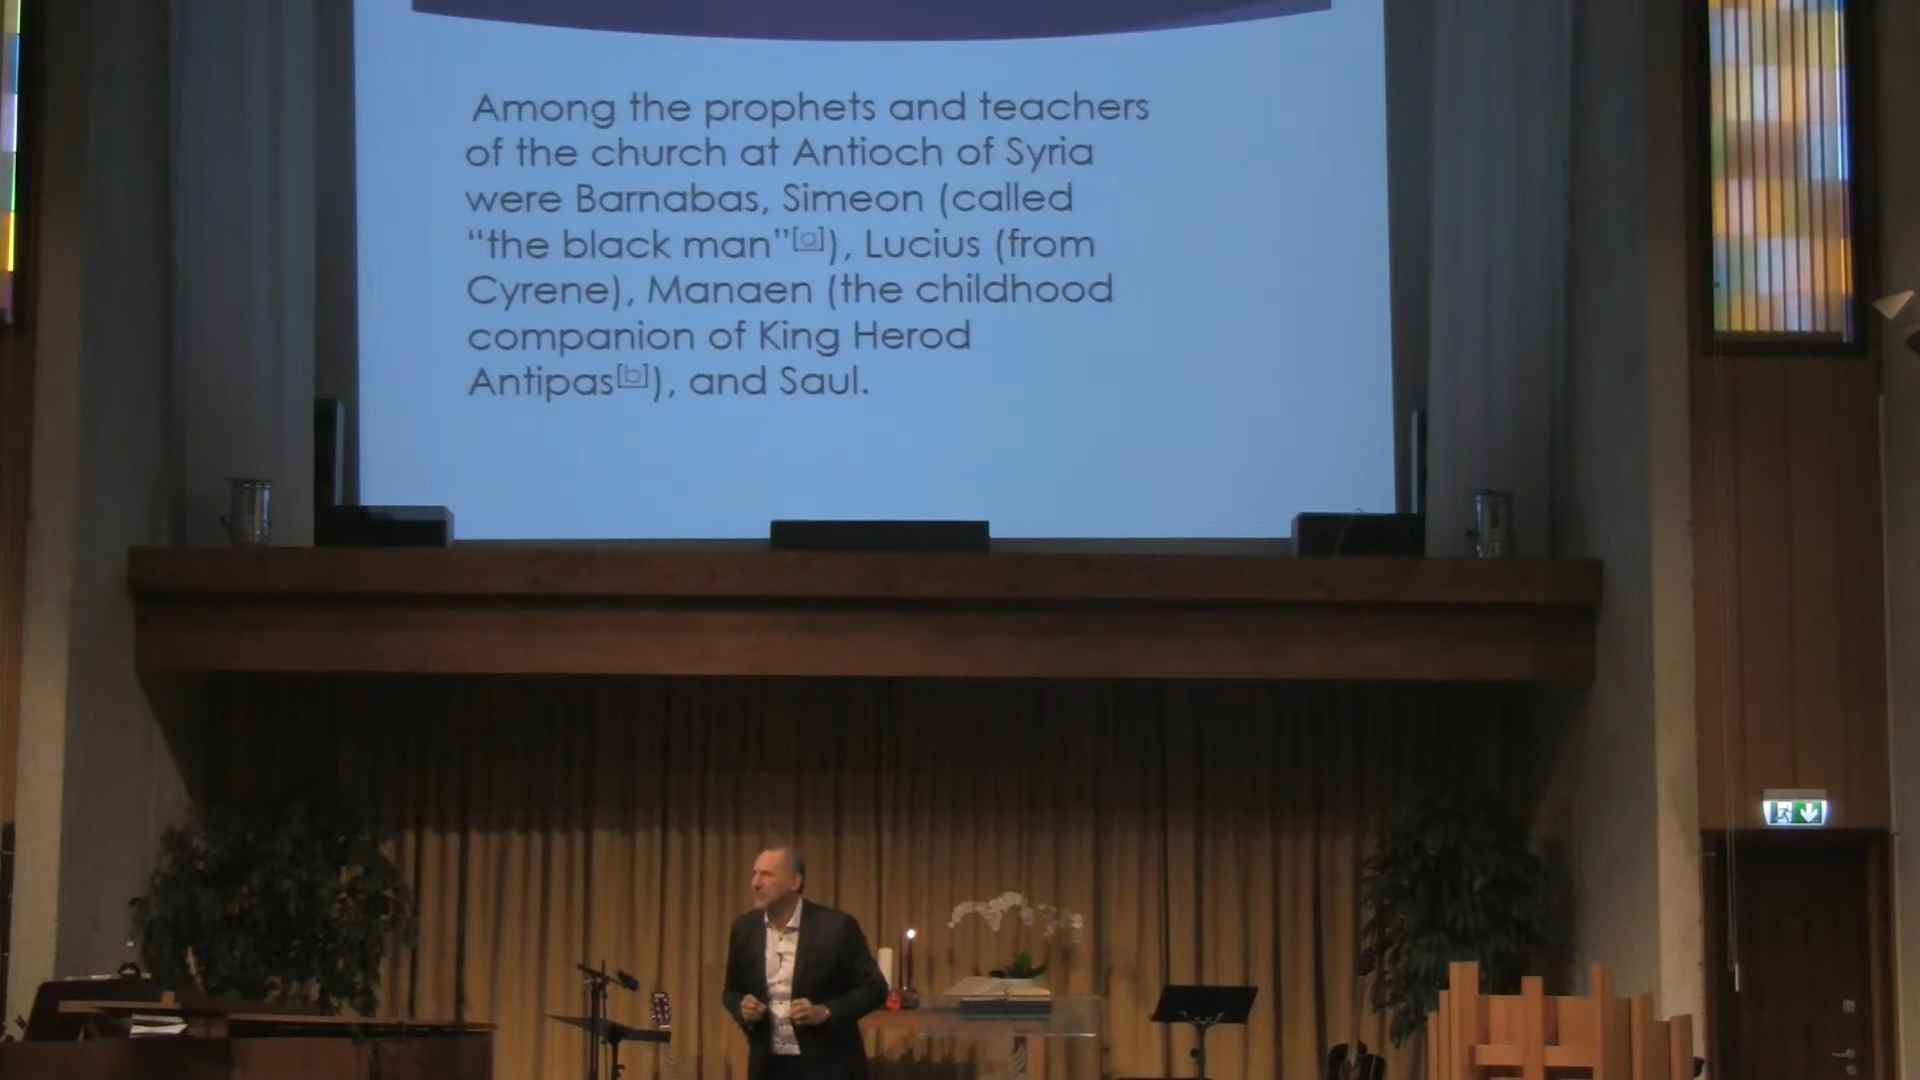 Among the prophets and teachers
of the church at Antioch of Syria
were Barnabas, Simeon (called
“the black man”[a]), Lucius (from
Cyrene), Manaen (the childhood
companion of King Herod
Antipas[b]), and Saul.